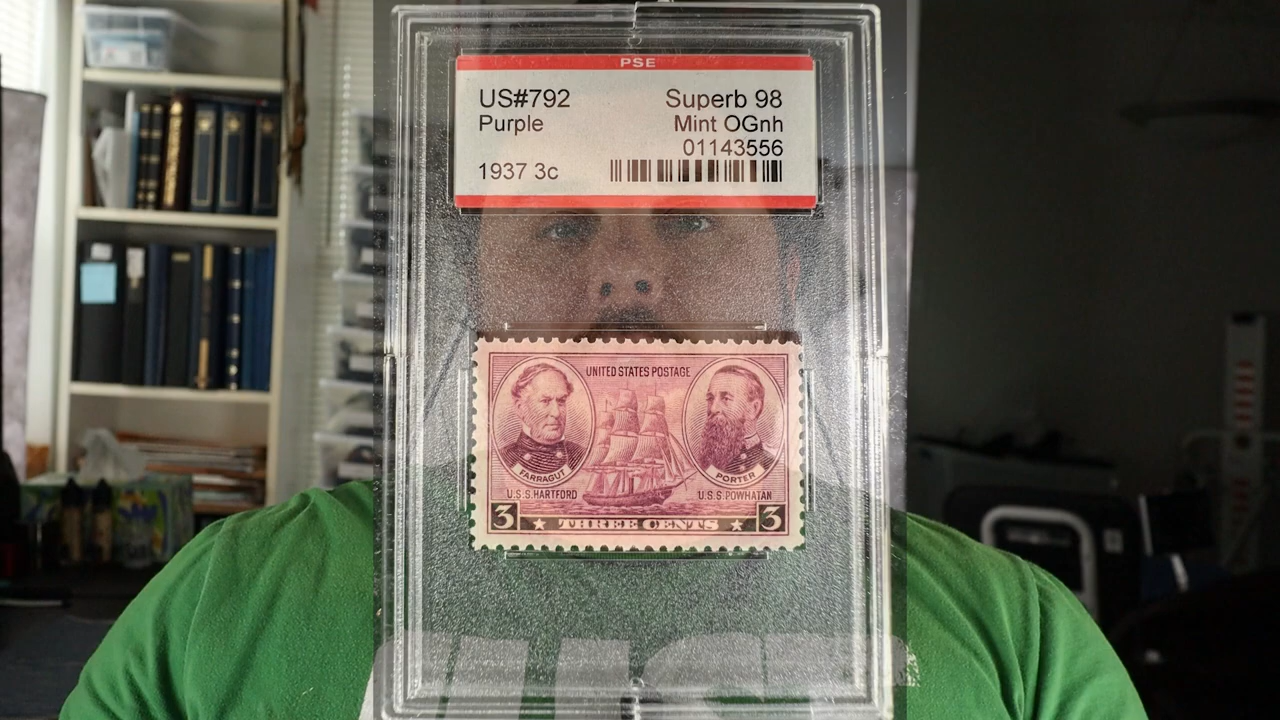 PSE
US#792 Superb 98
Purple Mint OGnh
01143556
1937 3c
UNITED STATES POSTAGE
FARRAGUT PORTER
U.S.S. HARTFORD U.S.S. POWHATAN
3 THREE CENTS 3